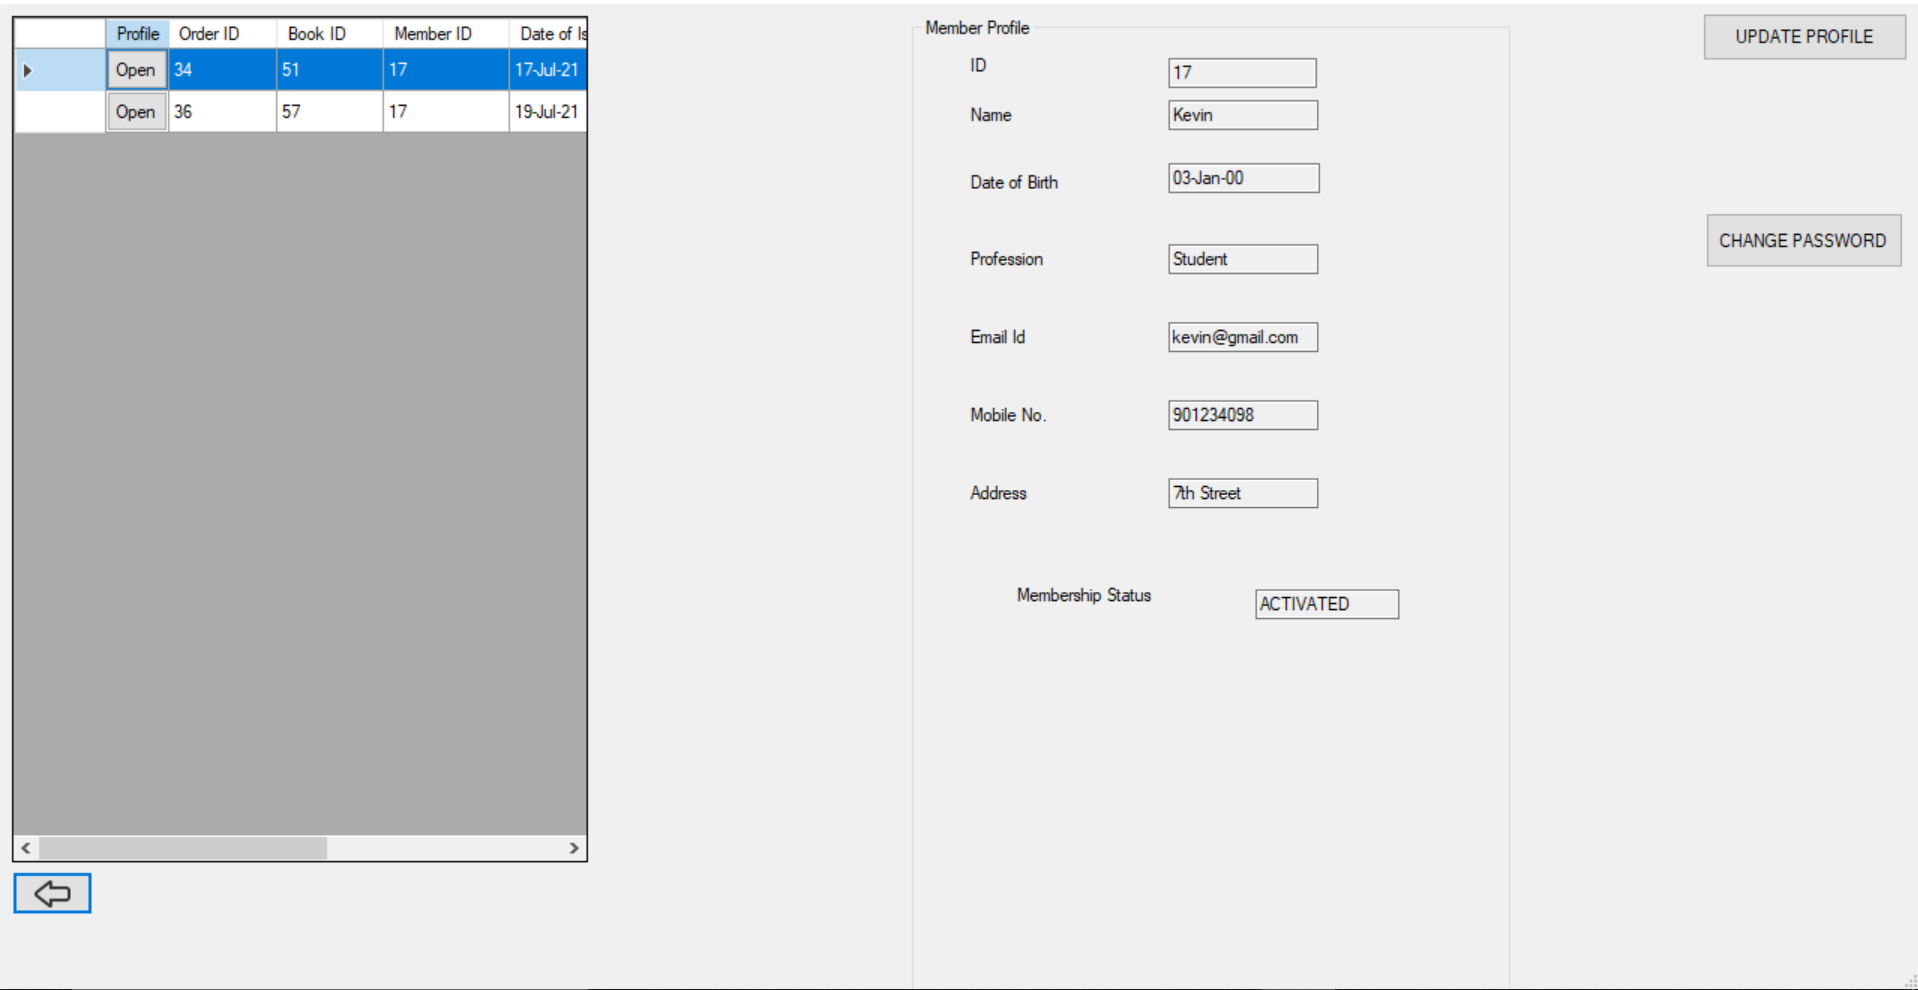 Profile Order ID Book ID Member ID Date of Is
Open 34 51 17 17-Jul-21
Open 36 57 17 19-Jul-21
Member Profile
ID 17
Name Kevin
Date of Birth 03-Jan-00
Profession Student
Email Id kevin@gmail.com
Mobile No. 901234098
Address 7th Street
Membership Status ACTIVATED
UPDATE PROFILE
CHANGE PASSWORD